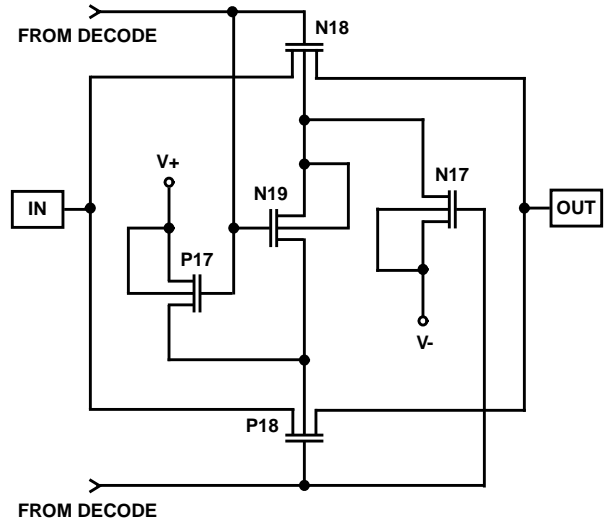 FROM DECODE
N18
V+
N17
N19
IN
OUT
P17
V-
P18
FROM DECODE